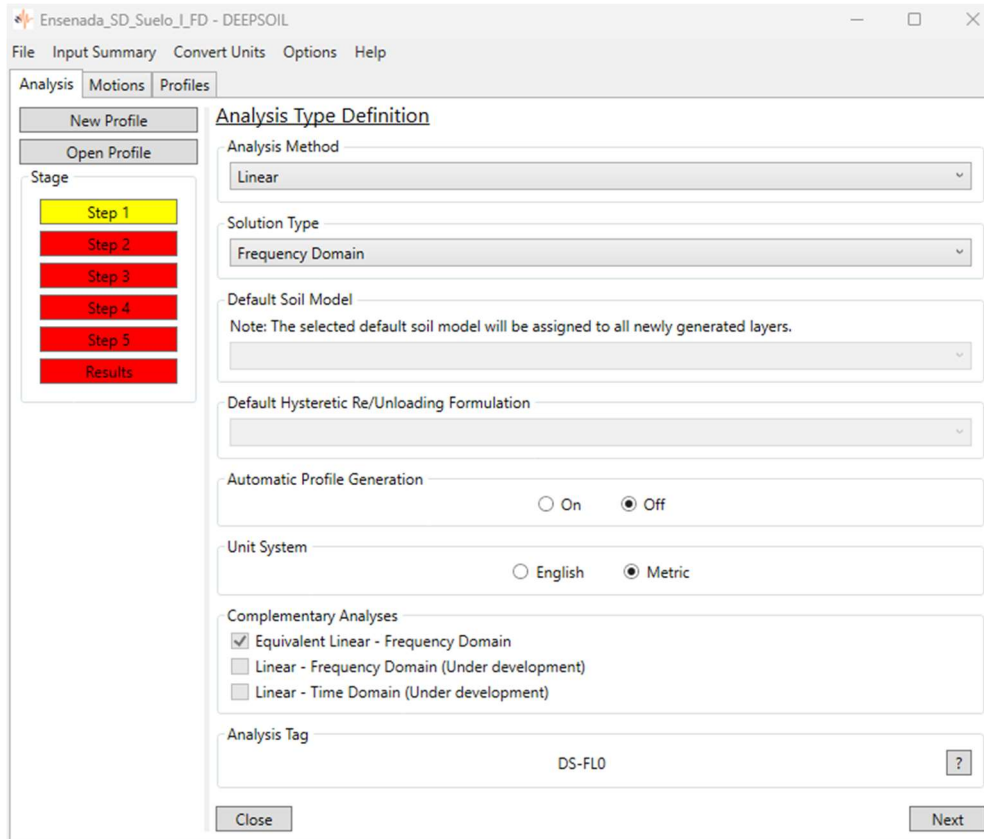 Ensenada_SD_Suelo_I_FD - DEEPSOIL
File Input Summary Convert Units Options Help
Analysis Motions Profiles
New Profile
Open Profile
Stage
Step 1
Step 2
Step 3
Step 4
Step 5
Results
Analysis Type Definition
Analysis Method
Linear
Solution Type
Frequency Domain
Default Soil Model
Note: The selected default soil model will be assigned to all newly generated layers.
Default Hysteretic Re/Unloading Formulation
Automatic Profile Generation
On Off
Unit System
English Metric
Complementary Analyses
Equivalent Linear - Frequency Domain
Linear - Frequency Domain (Under development)
Linear - Time Domain (Under development)
Analysis Tag
DS-FL0 ?
Close Next